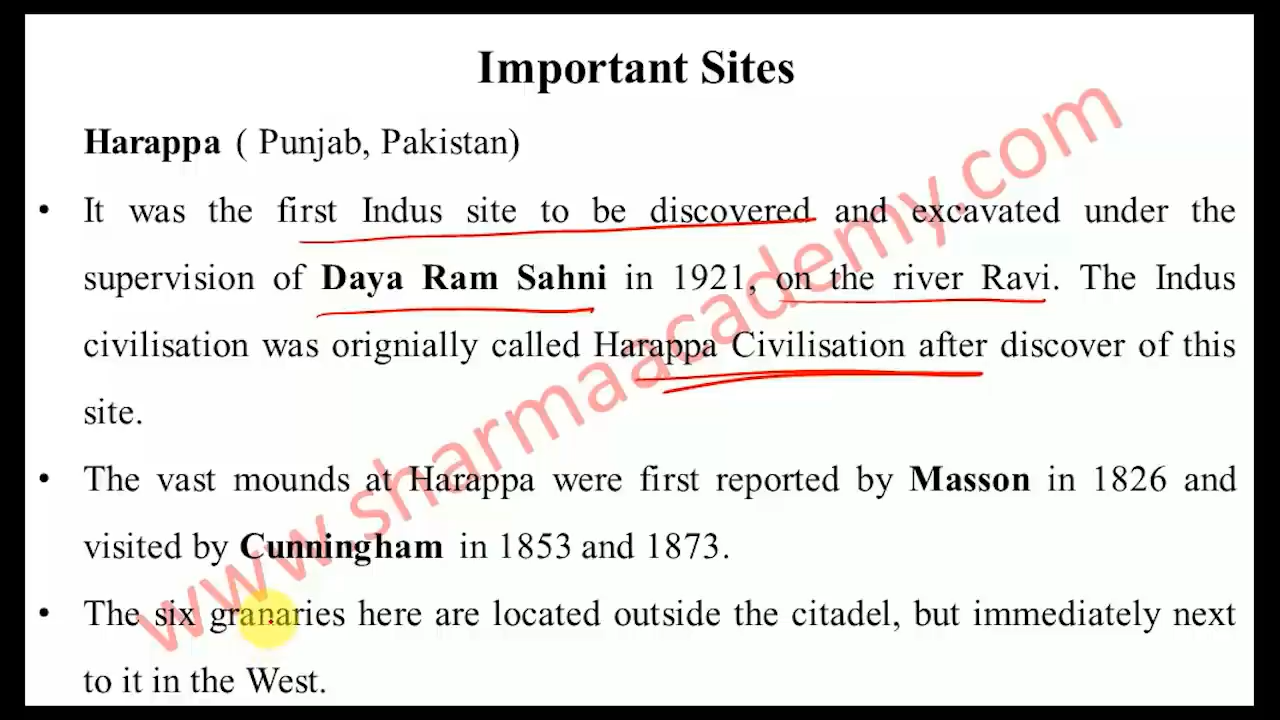 Important Sites
Harappa ( Punjab, Pakistan)
• It was the first Indus site to be discovered and excavated under the
supervision of Daya Ram Sahni in 1921, on the river Ravi. The Indus
civilisation was orignially called Harappa Civilisation after discover of this
site.
• The vast mounds at Harappa were first reported by Masson in 1826 and
visited by Cunningham in 1853 and 1873.
• The six granaries here are located outside the citadel, but immediately next
to it in the West.
www.sharmaacademy.com